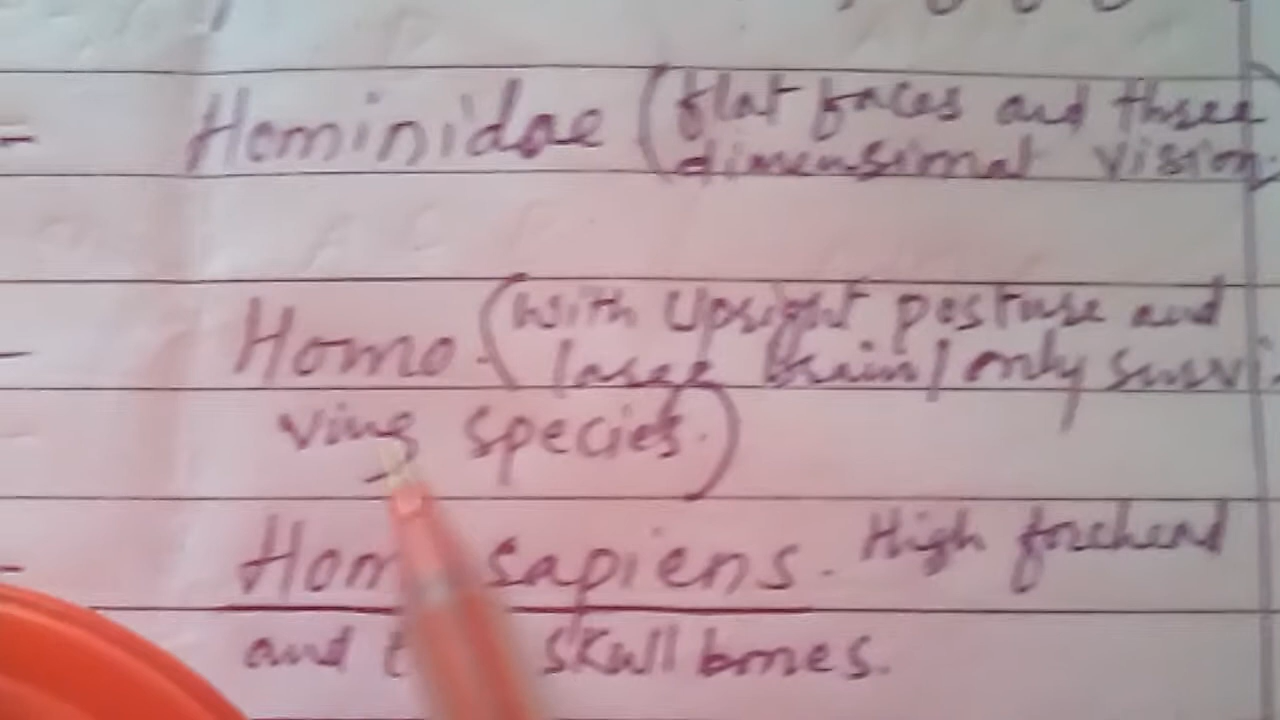 - Hominidae (flat faces and three
dimensional vision)
- Homo - (with upright posture and
large brain / only survi-
ving species.)
- Homo sapiens. High forehead
and skull bones.